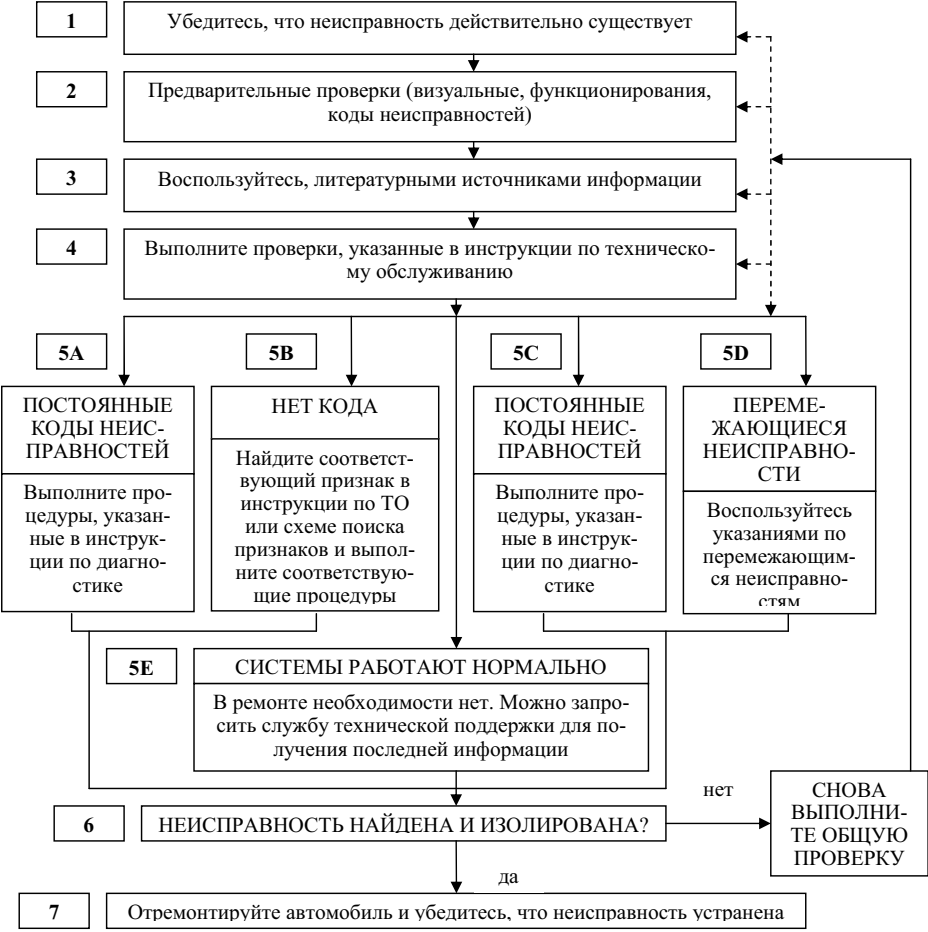 1
Убедитесь, что неисправность действительно существует
2
Предварительные проверки (визуальные, функционирования,
коды неисправностей)
3
Воспользуйтесь, литературными источниками информации
4
Выполните проверки, указанные в инструкции по техническо-
му обслуживанию
5A
ПОСТОЯННЫЕ
КОДЫ НЕИС-
ПРАВНОСТЕЙ
Выполните про-
цедуры, указан-
ные в инструк-
ции по диагно-
стике
5B
НЕТ КОДА
Найдите соответст-
вующий признак в
инструкции по ТО
или схеме поиска
признаков и выпол-
ните соответствую-
щие процедуры
5C
ПОСТОЯННЫЕ
КОДЫ НЕИС-
ПРАВНОСТЕЙ
Выполните про-
цедуры, указан-
ные в инструк-
ции по диагно-
стике
5D
ПЕРЕМЕ-
ЖАЮЩИЕСЯ
НЕИСПРАВНО-
СТИ
Воспользуйтесь
указаниями по
перемежающим-
ся неисправно-
стям
5E
СИСТЕМЫ РАБОТАЮТ НОРМАЛЬНО
В ремонте необходимости нет. Можно запро-
сить службу технической поддержки для по-
лучения последней информации
6
НЕИСПРАВНОСТЬ НАЙДЕНА И ИЗОЛИРОВАНА?
нет
СНОВА
ВЫПОЛНИ-
ТЕ ОБЩУЮ
ПРОВЕРКУ
да
7
Отремонтируйте автомобиль и убедитесь, что неисправность устранена